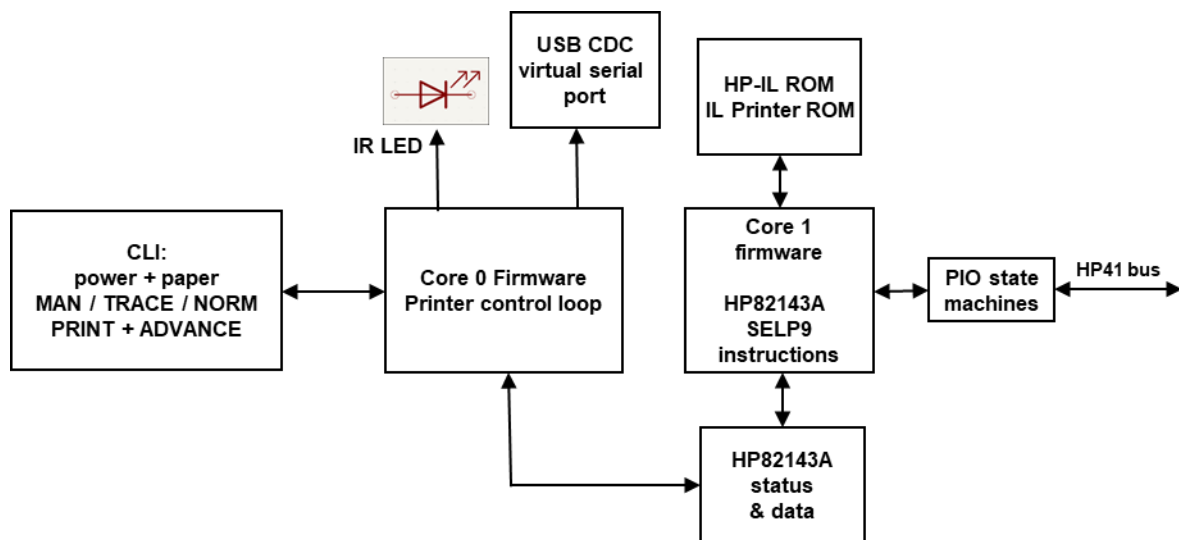 USB CDC
virtual serial
port
HP-IL ROM
IL Printer ROM
IR LED
CLI:
power + paper
MAN / TRACE / NORM
PRINT + ADVANCE
Core 0 Firmware
Printer control loop
Core 1
firmware
HP82143A
SELP9
instructions
PIO state
machines
HP41 bus
HP82143A
status
& data